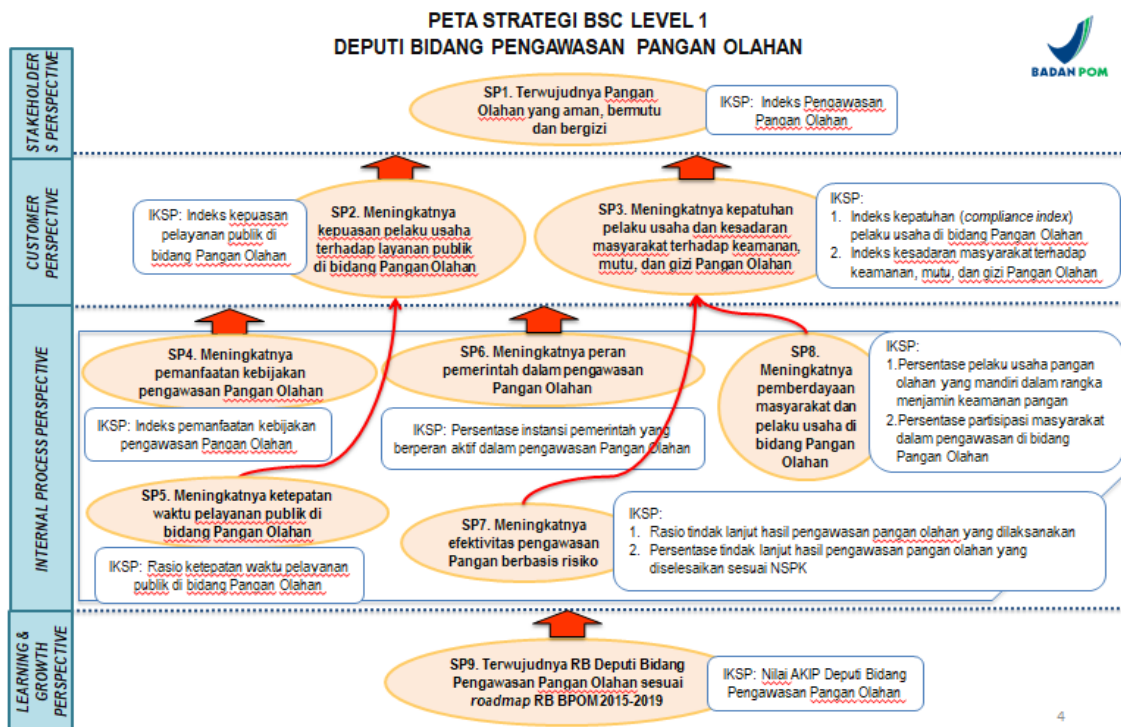 PETA STRATEGI BSC LEVEL 1
DEPUTI BIDANG PENGAWASAN PANGAN OLAHAN
BADAN POM
STAKEHOLDER
S PERSPECTIVE
SP1. Terwujudnya Pangan
Olahan yang aman, bermutu
dan bergizi
IKSP: Indeks Pengawasan
Pangan Olahan
CUSTOMER
PERSPECTIVE
IKSP: Indeks kepuasan
pelayanan publik di
bidang Pangan Olahan
SP2. Meningkatnya
kepuasan pelaku usaha
terhadap layanan publik
di bidang Pangan Olahan
SP3. Meningkatnya kepatuhan
pelaku usaha dan kesadaran
masyarakat terhadap keamanan,
mutu, dan gizi Pangan Olahan
IKSP:
1. Indeks kepatuhan (compliance index)
pelaku usaha di bidang Pangan Olahan
2. Indeks kesadaran masyarakat terhadap
keamanan, mutu, dan gizi Pangan Olahan
INTERNAL PROCESS PERSPECTIVE
SP4. Meningkatnya
pemanfaatan kebijakan
pengawasan Pangan Olahan
IKSP: Indeks pemanfaatan kebijakan
pengawasan Pangan Olahan
SP6. Meningkatnya peran
pemerintah dalam pengawasan
Pangan Olahan
IKSP: Persentase instansi pemerintah yang
berperan aktif dalam pengawasan Pangan Olahan
SP8.
Meningkatnya
pemberdayaan
masyarakat dan
pelaku usaha di
bidang Pangan
Olahan
IKSP:
1.Persentase pelaku usaha pangan
olahan yang mandiri dalam rangka
menjamin keamanan pangan
2.Persentase partisipasi masyarakat
dalam pengawasan di bidang
Pangan Olahan
SP5. Meningkatnya ketepatan
waktu pelayanan publik di
bidang Pangan Olahan
IKSP: Rasio ketepatan waktu pelayanan
publik di bidang Pangan Olahan
SP7. Meningkatnya
efektivitas pengawasan
Pangan berbasis risiko
IKSP:
1. Rasio tindak lanjut hasil pengawasan pangan olahan yang dilaksanakan
2. Persentase tindak lanjut hasil pengawasan pangan olahan yang
diselesaikan sesuai NSPK
LEARNING &
GROWTH
PERSPECTIVE
SP9. Terwujudnya RB Deputi Bidang
Pengawasan Pangan Olahan sesuai
roadmap RB BPOM 2015-2019
IKSP: Nilai AKIP Deputi Bidang
Pengawasan Pangan Olahan
4